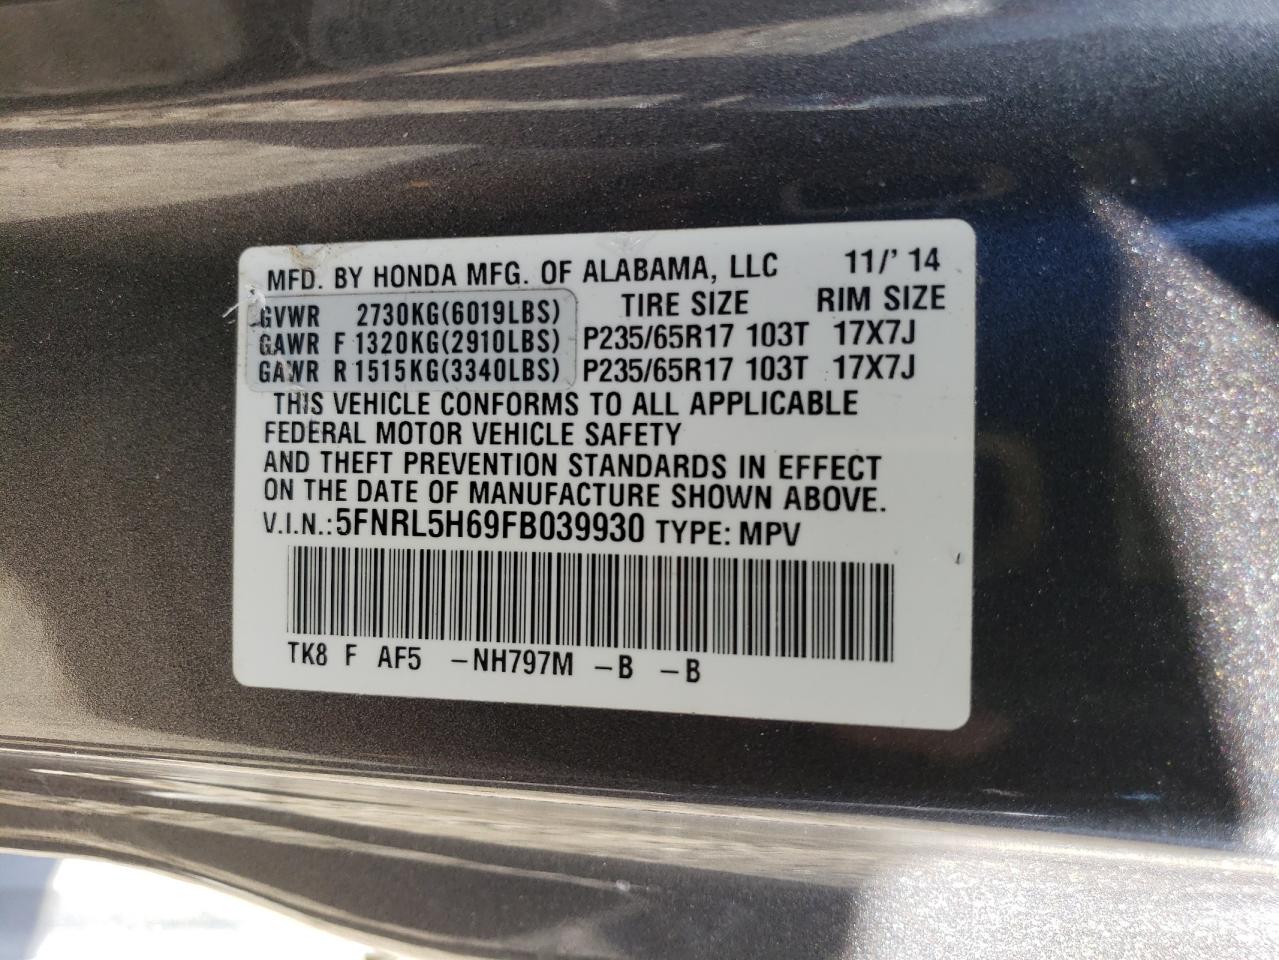 MFD. BY HONDA MFG. OF ALABAMA, LLC 11/' 14
GVWR 2730KG(6019LBS) TIRE SIZE RIM SIZE
GAWR F 1320KG(2910LBS) P235/65R17 103T 17X7J
GAWR R 1515KG(3340LBS) P235/65R17 103T 17X7J
THIS VEHICLE CONFORMS TO ALL APPLICABLE
FEDERAL MOTOR VEHICLE SAFETY
AND THEFT PREVENTION STANDARDS IN EFFECT
ON THE DATE OF MANUFACTURE SHOWN ABOVE.
V.I.N.: 5FNRL5H69FB039930 TYPE: MPV
TK8 F AF5 -NH797M -B -B